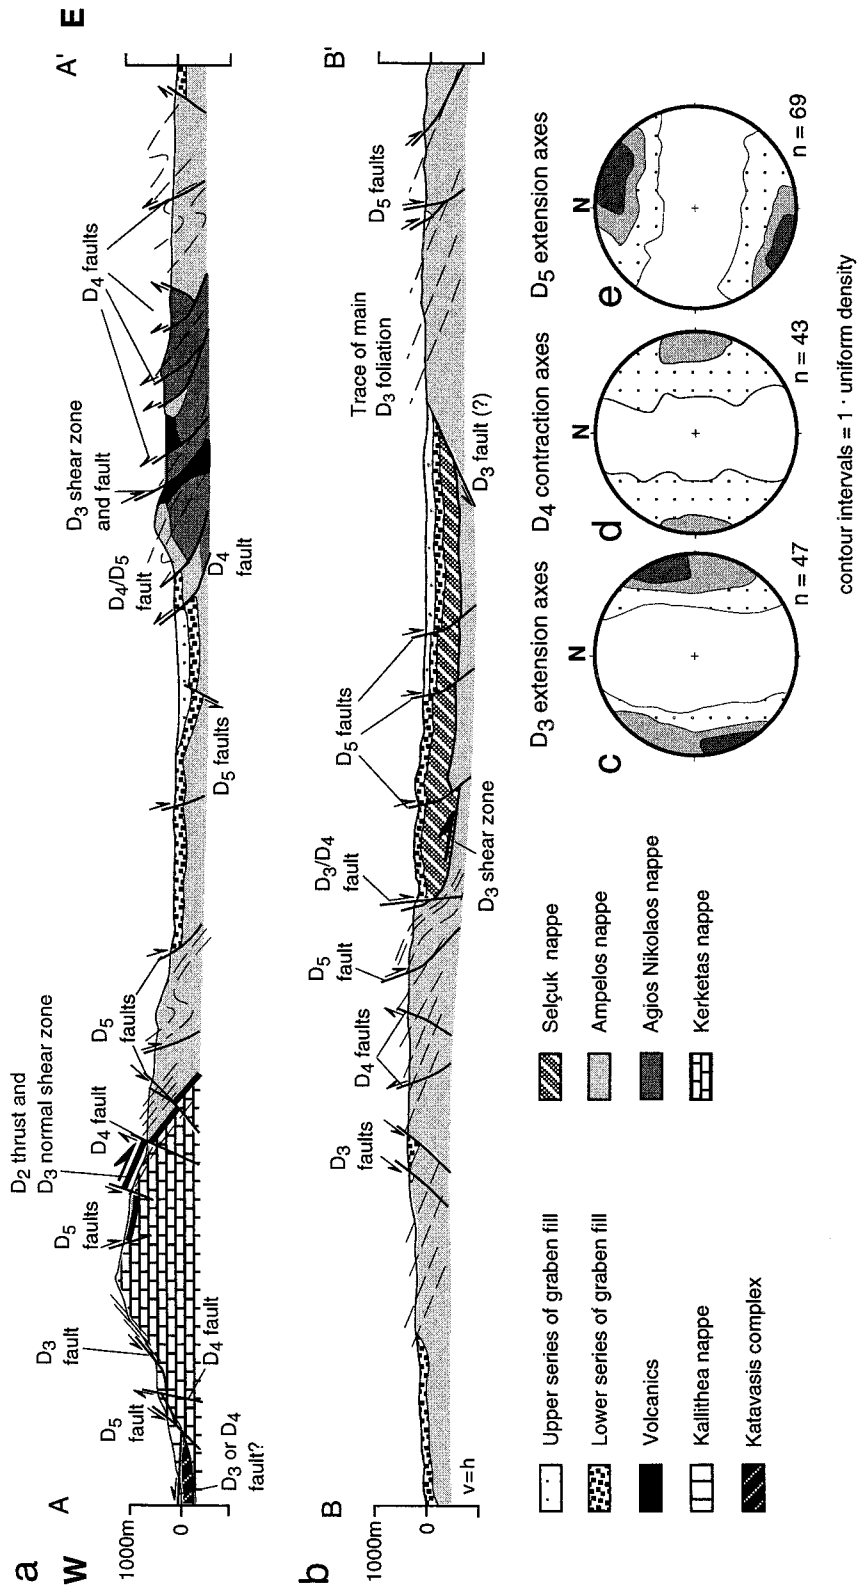 a
W
E
A
A'
1000m
0
D3 or D4
fault?
D5
fault
D4 fault
D3
fault
D5
faults
D2 thrust and
D3 normal shear zone
D4 fault
D5
faults
D5 faults
D4/D5
fault
D4
fault
D3 shear zone
and fault
D4 faults
b
B
B'
1000m
0
v=h
D3
faults
D4 faults
D5
fault
D3/D4
fault
D3 shear zone
D5 faults
D3 fault (?)
Trace of main
D3 foliation
D5 faults
Upper series of graben fill
Lower series of graben fill
Volcanics
Kallithea nappe
Katavasis complex
Selçuk nappe
Ampelos nappe
Agios Nikolaos nappe
Kerketas nappe
D3 extension axes
c
N
n = 47
D4 contraction axes
d
N
n = 43
D5 extension axes
e
N
n = 69
contour intervals = 1 · uniform density